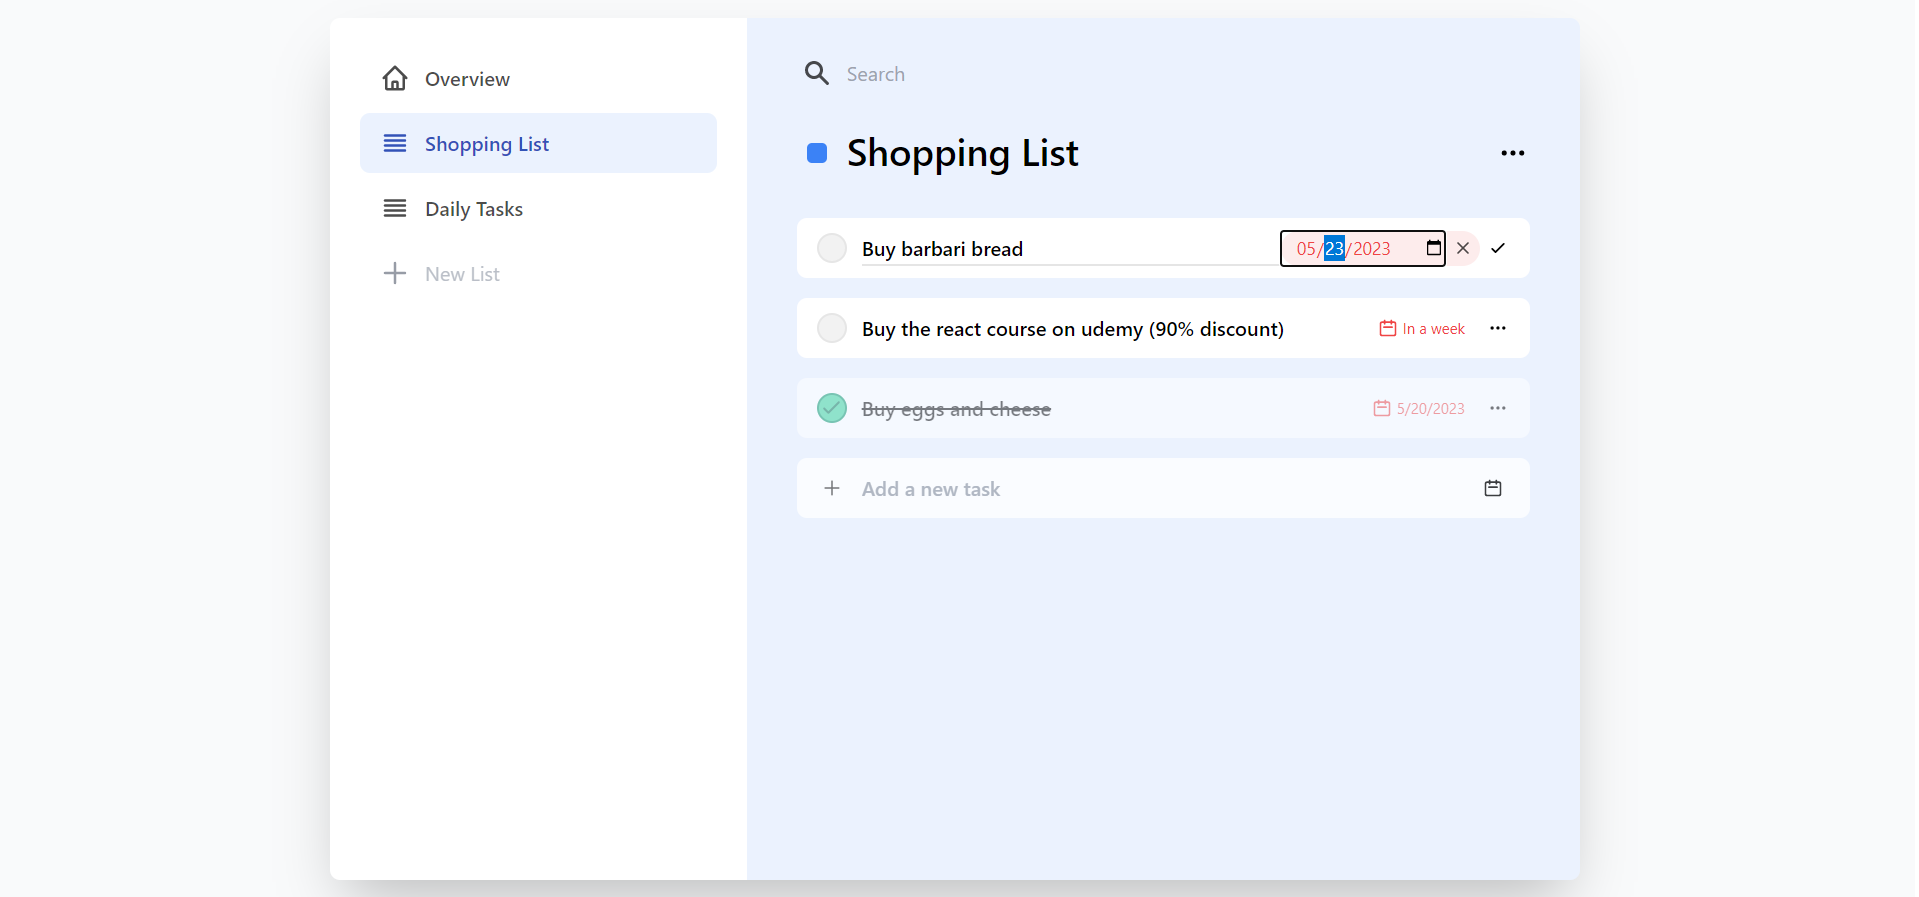 Overview
Shopping List
Daily Tasks
New List
Search
Shopping List
Buy barbari bread 05/23/2023
Buy the react course on udemy (90% discount) In a week
Buy eggs and cheese 5/20/2023
Add a new task